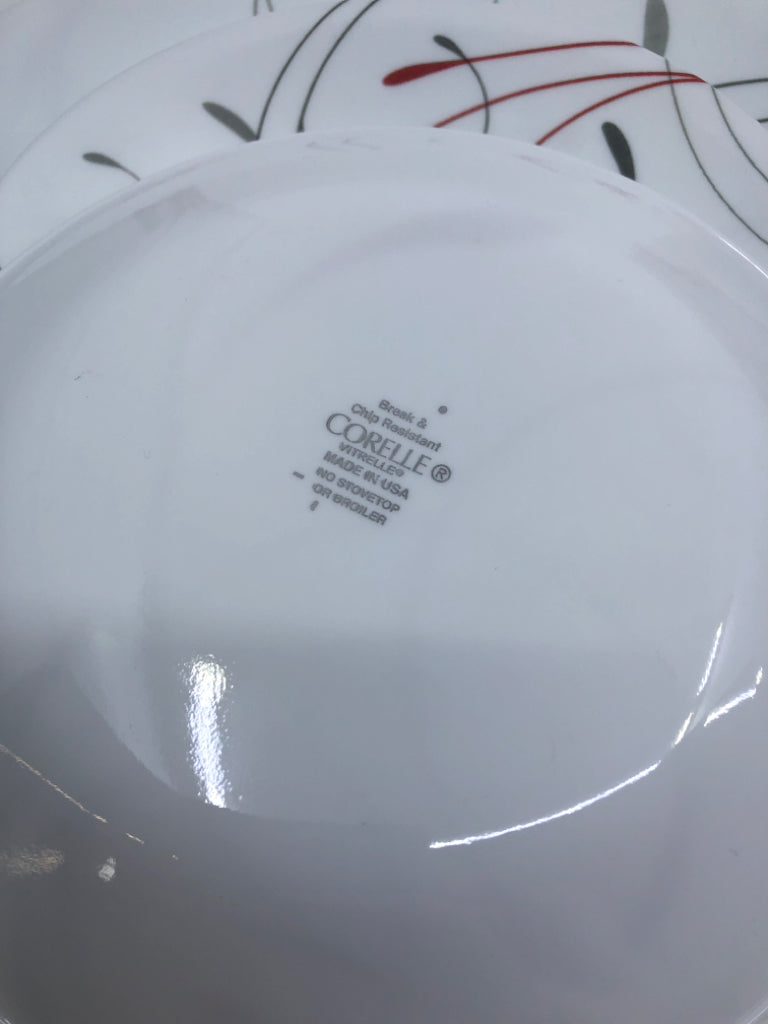 Break &
Chip Resistant
CORELLE®
VITRELLE®
MADE IN USA
NO STOVETOP
OR BROILER